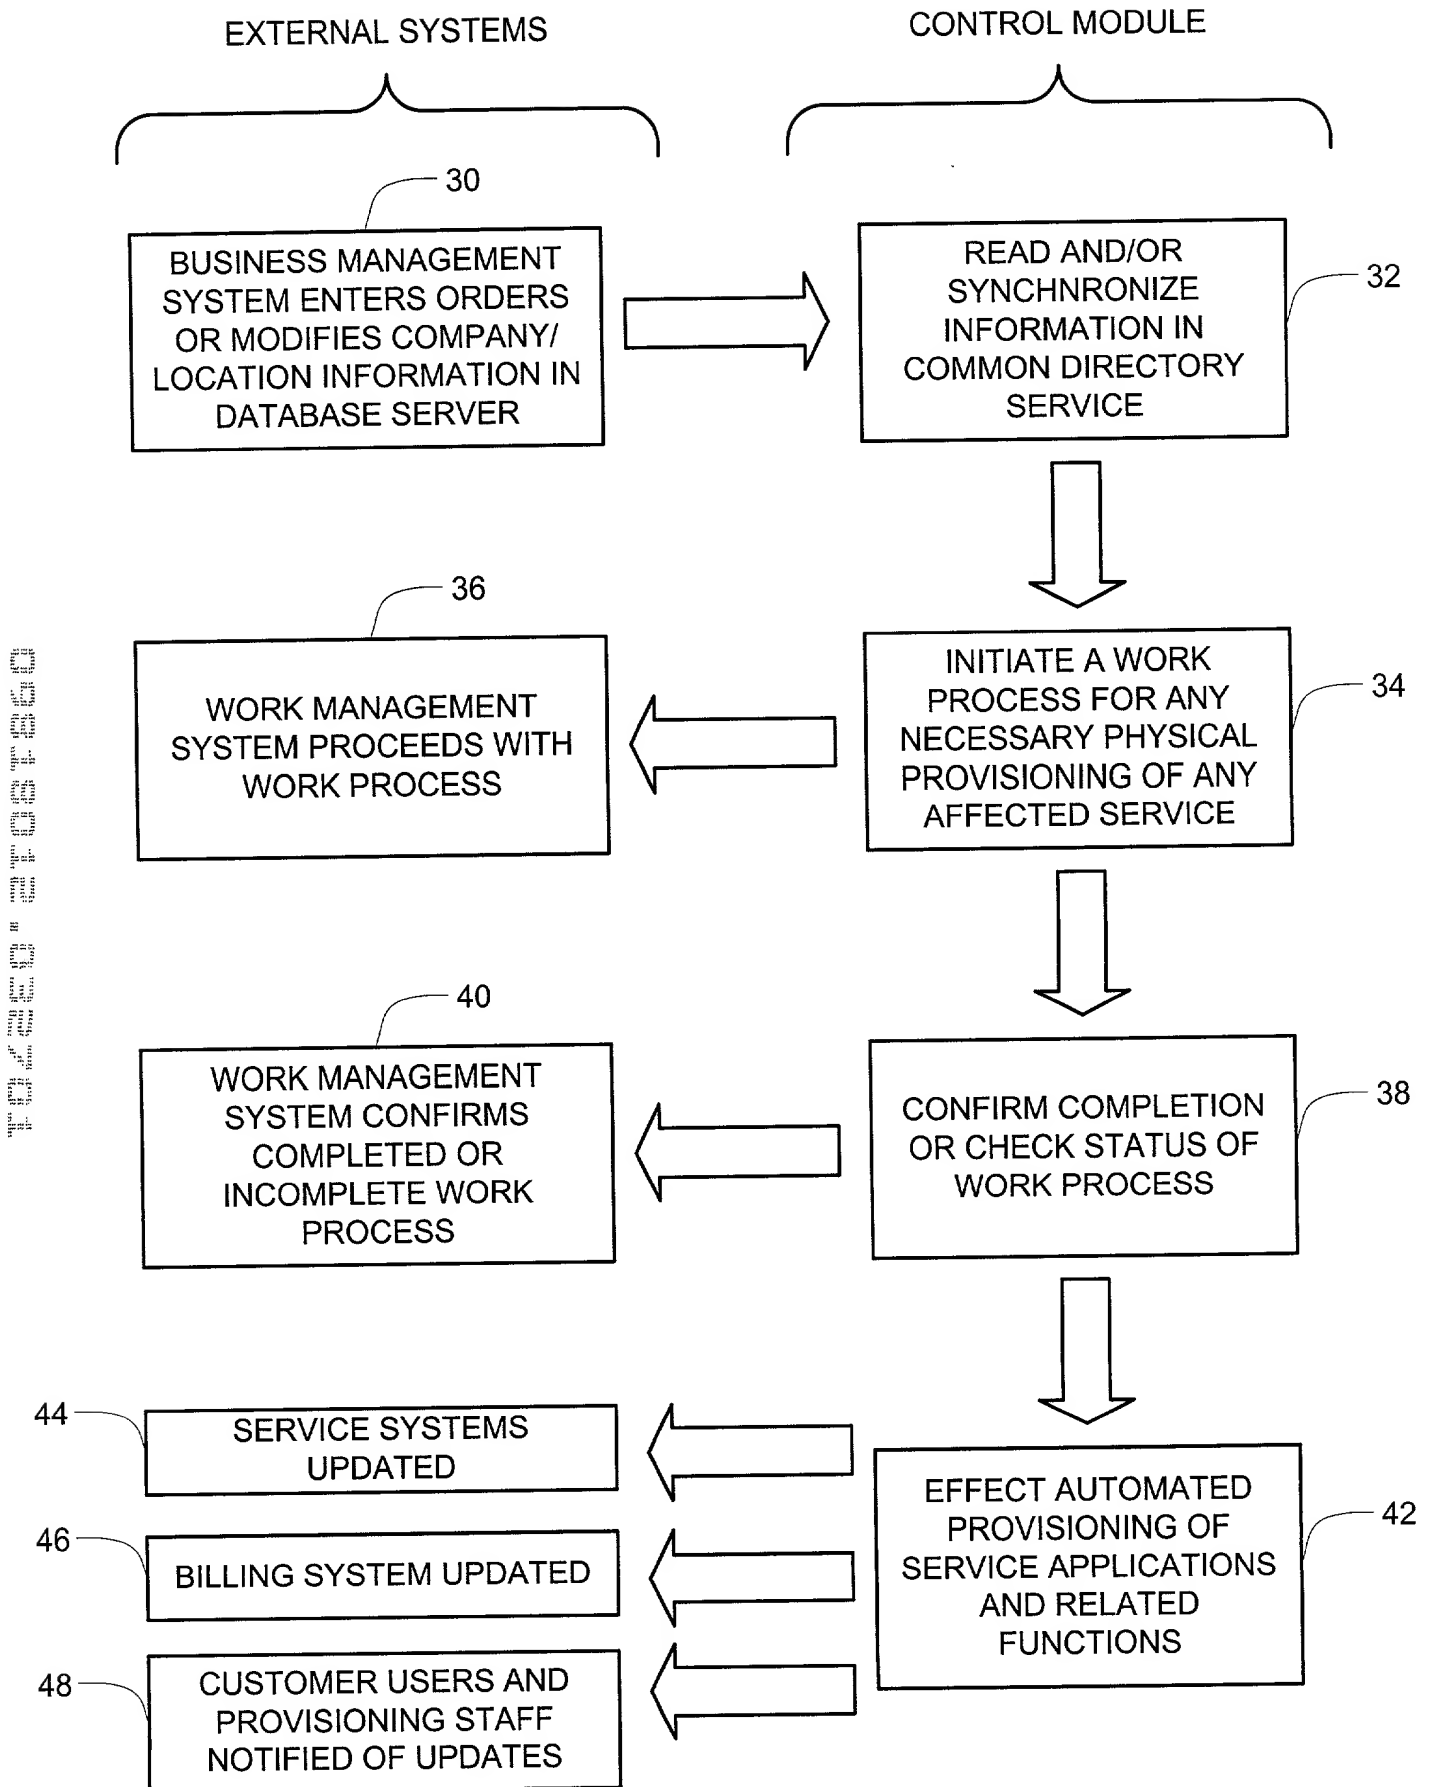 EXTERNAL SYSTEMS
CONTROL MODULE
30
BUSINESS MANAGEMENT
SYSTEM ENTERS ORDERS
OR MODIFIES COMPANY/
LOCATION INFORMATION IN
DATABASE SERVER
READ AND/OR
SYNCHNRONIZE
INFORMATION IN
COMMON DIRECTORY
SERVICE
32
36
WORK MANAGEMENT
SYSTEM PROCEEDS WITH
WORK PROCESS
INITIATE A WORK
PROCESS FOR ANY
NECESSARY PHYSICAL
PROVISIONING OF ANY
AFFECTED SERVICE
34
40
WORK MANAGEMENT
SYSTEM CONFIRMS
COMPLETED OR
INCOMPLETE WORK
PROCESS
CONFIRM COMPLETION
OR CHECK STATUS OF
WORK PROCESS
38
44
SERVICE SYSTEMS
UPDATED
46
BILLING SYSTEM UPDATED
48
CUSTOMER USERS AND
PROVISIONING STAFF
NOTIFIED OF UPDATES
EFFECT AUTOMATED
PROVISIONING OF
SERVICE APPLICATIONS
AND RELATED
FUNCTIONS
42